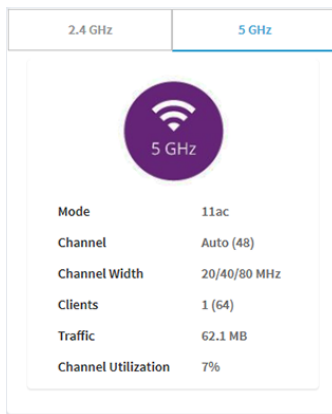 2.4 GHz 5 GHz
5 GHz
Mode 11ac
Channel Auto (48)
Channel Width 20/40/80 MHz
Clients 1 (64)
Traffic 62.1 MB
Channel Utilization 7%